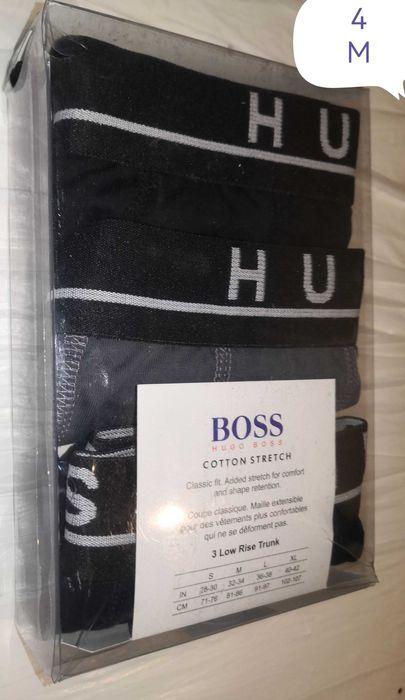 4
M
H U
H U
S
BOSS
HUGO BOSS
COTTON STRETCH
Classic fit. Added stretch for comfort
and shape retention.
Coupe classique. Maille extensible
pour des vêtements plus confortables
qui ne se déforment pas.
3 Low Rise Trunk
S M L XL
IN 28-30 32-34 36-38 40-42
CM 71-76 81-86 91-97 102-107